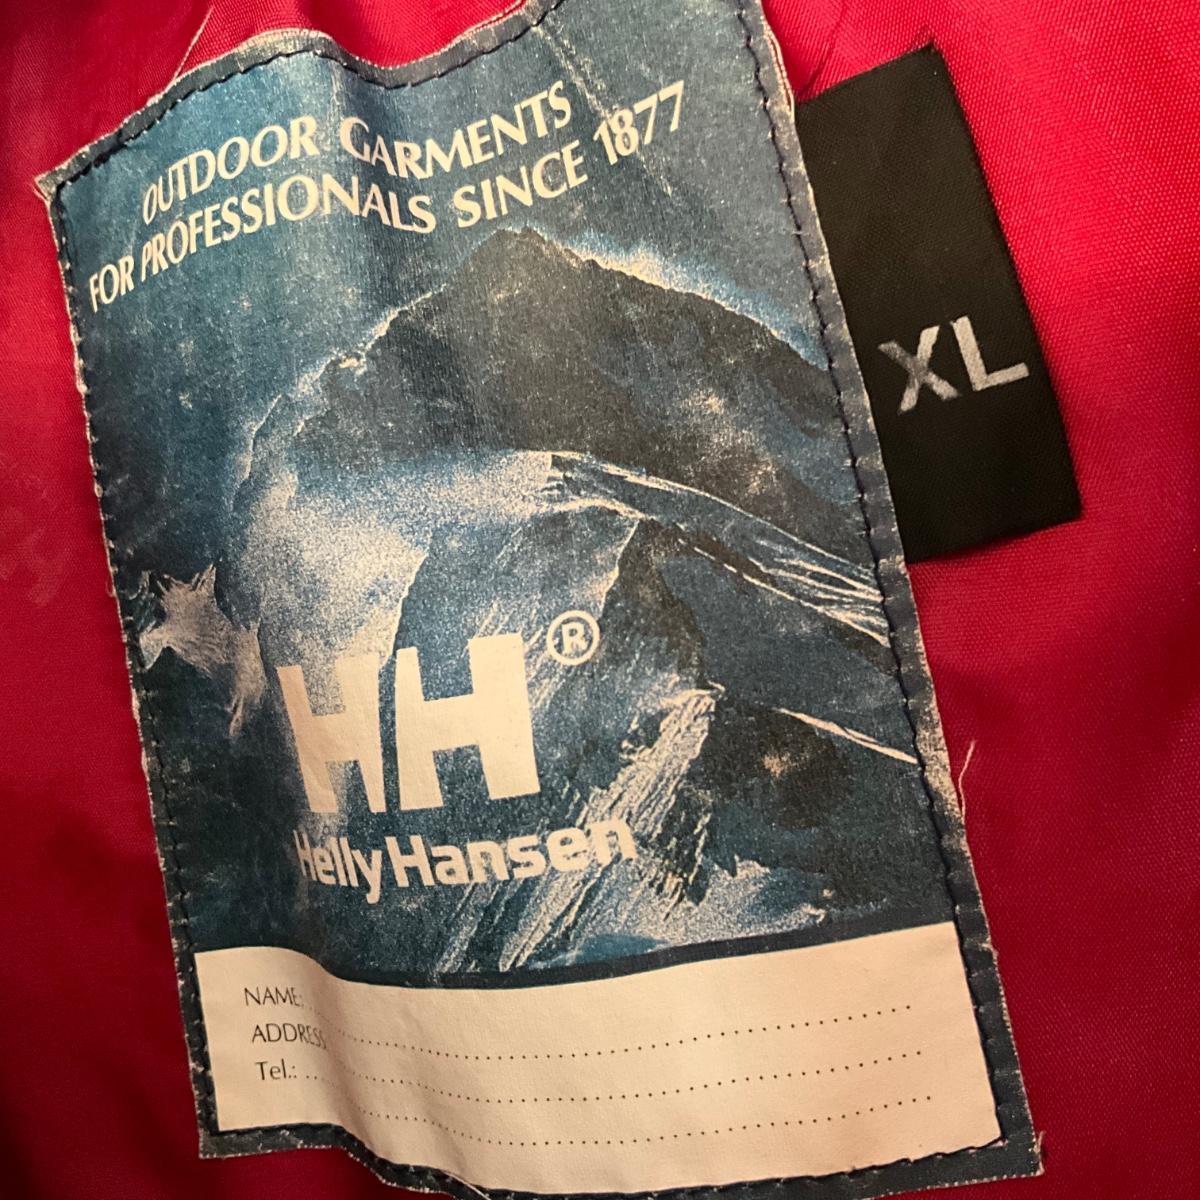 OUTDOOR GARMENTS
FOR PROFESSIONALS SINCE 1877
XL
HH®
Helly Hansen
NAME:
ADDRESS
Tel.: